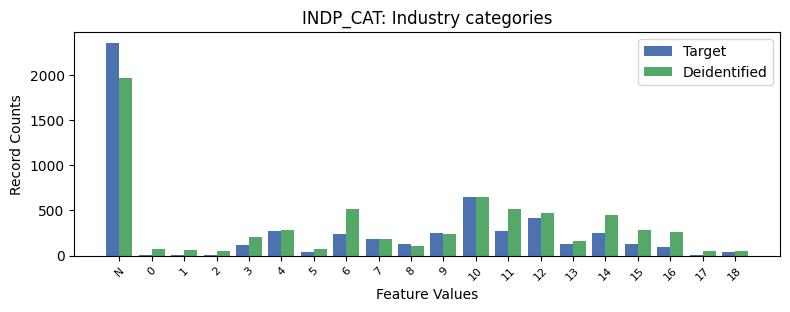 INDP_CAT: Industry categories
Target
Deidentified
Record Counts
2000
1500
1000
500
0
N 0 1 2 3 4 5 6 7 8 9 10 11 12 13 14 15 16 17 18
Feature Values